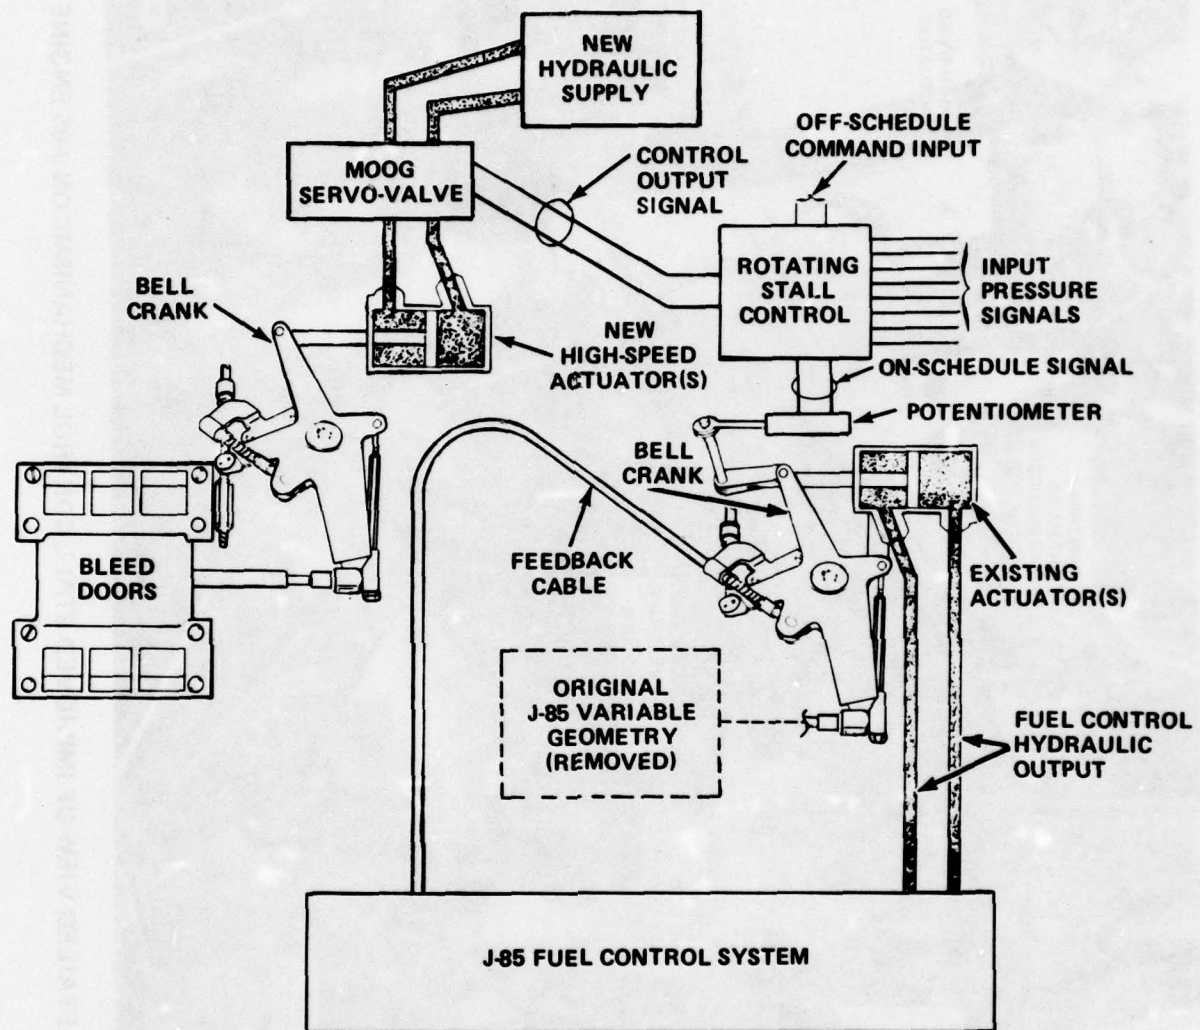 NEW
HYDRAULIC
SUPPLY
OFF-SCHEDULE
COMMAND INPUT
MOOG
SERVO-VALVE
CONTROL
OUTPUT
SIGNAL
ROTATING
STALL
CONTROL
INPUT
PRESSURE
SIGNALS
BELL
CRANK
NEW
HIGH-SPEED
ACTUATOR(S)
ON-SCHEDULE SIGNAL
POTENTIOMETER
BELL
CRANK
FEEDBACK
CABLE
EXISTING
ACTUATOR(S)
BLEED
DOORS
ORIGINAL
J-85 VARIABLE
GEOMETRY
(REMOVED)
FUEL CONTROL
HYDRAULIC
OUTPUT
J-85 FUEL CONTROL SYSTEM